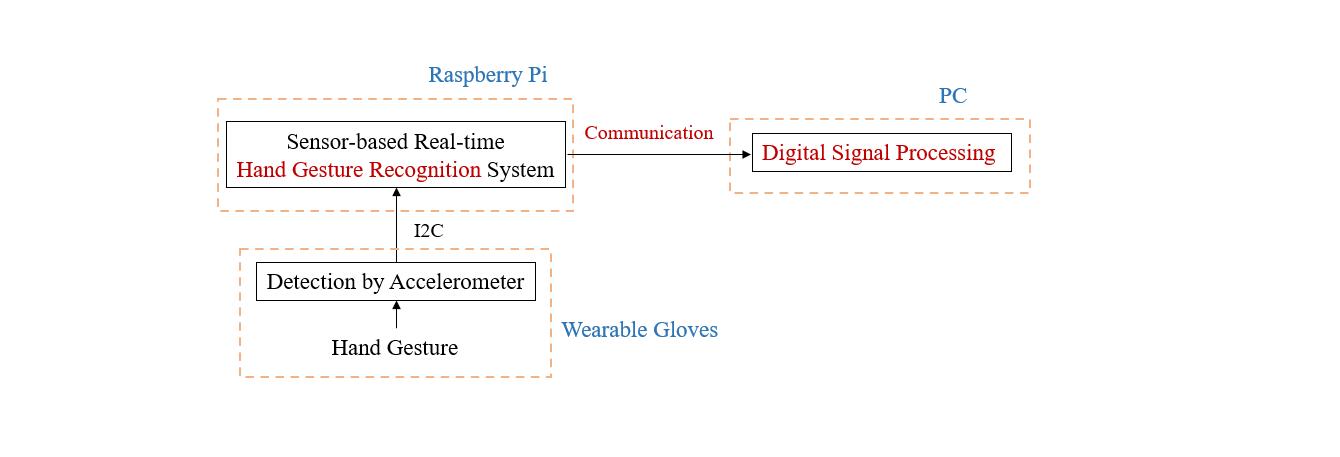 Raspberry Pi
PC
Sensor-based Real-time
Hand Gesture Recognition System
Communication
Digital Signal Processing
I2C
Detection by Accelerometer
Wearable Gloves
Hand Gesture